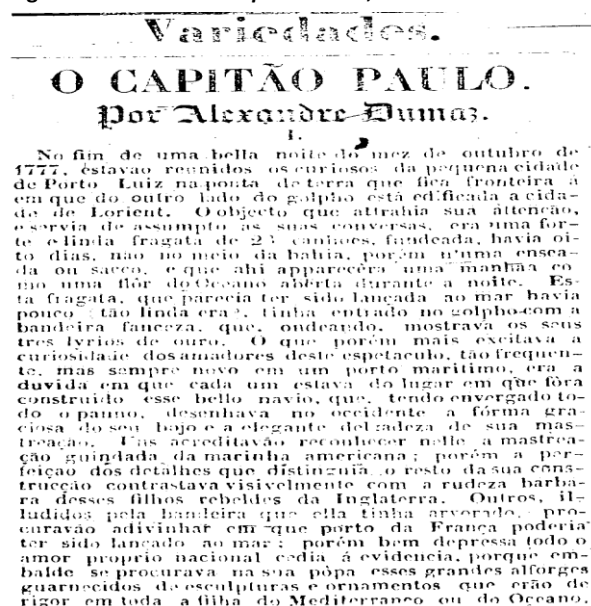 Variedades.
O CAPITÃO PAULO.
Por Alexandre Dumaz.
I.
No fim de uma bella noite do mez de outubro de
1777, estavão reunidos os curiosos da pequena cidade
de Porto Luiz na ponta de terra que fica fronteira á
em que do outro lado do golpho está edificada a cida-
de de Lorient. O objecto que attrahia sua attenção,
e servia de assumpto ás suas conversas, era uma for-
te e linda fragata de 23 canhões, fundeada, havia oi-
to dias, não no meio da bahia, porém n'uma ensea-
da ou sacco, e que ahi apparecêra uma manhãa co
mo uma flôr do Oceano aberta durante a noite. Es-
ta fragata, que parecia ter sido lançada ao mar havia
pouco (tão linda era), tinha entrado no golpho com a
bandeira fanceza, que, ondeando, mostrava os seus
tres lyrios de ouro. O que porém mais excitava a
curiosidade dos amadores deste espetaculo, tão frequen-
te, mas sempre novo em um porto maritimo, era a
duvida em que cada um estava do lugar em que fôra
construido esse bello navio, que, tendo envergado to-
do o panno, desenhava no occidente a fórma gra-
ciosa do seu bojo e a elegante delicadeza de sua mas-
treação. Uns acreditavão reconhecer nelle a mastrea-
ção guindada da marinha americana; porém a per-
feição dos detalhes que distinguia o resto da sua cons-
trucção contrastava visivelmente com a rudeza barba-
ra desses filhos rebeldes da Inglaterra. Outros, il-
ludidos pela bandeira que ella tinha arvorado, pro-
curavão adivinhar em que porto da França poderia
ter sido lançado ao mar; porém bem depressa todo o
amor proprio nacional cedia á evidencia, porque em-
balde se procurava na sua pôpa esses grandes alforges
guarnecidos de esculpturas e ornamentos que erão de
rigor em toda a filha do Mediterraneo ou do Oceano,